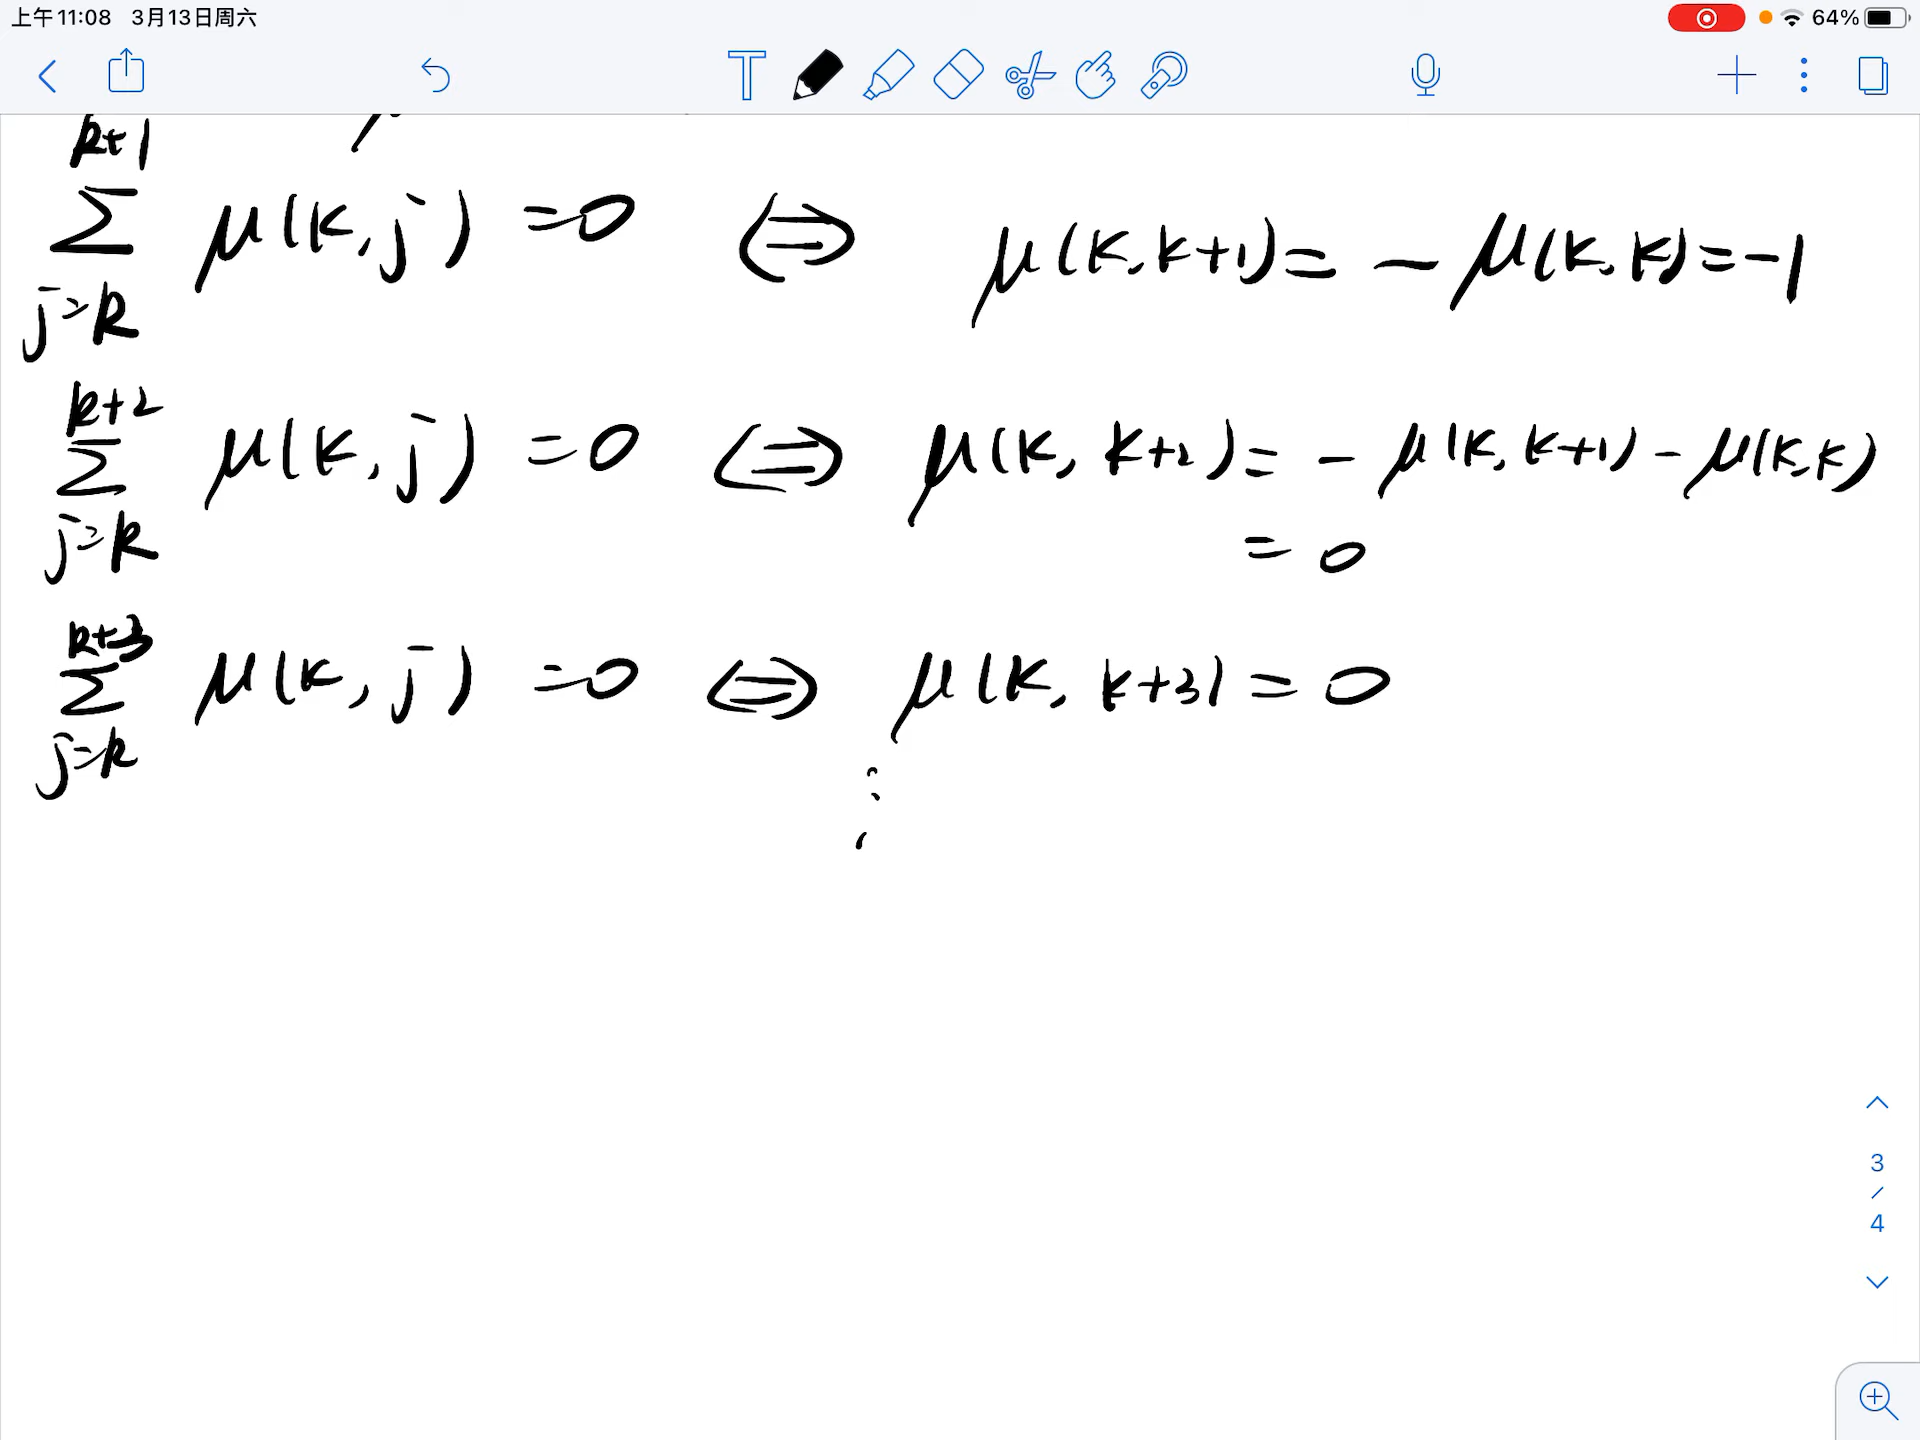 上午11:08 3月13日周六 64%
T
k+1
∑ μ(k,j) =0 ⇔ μ(k,k+1)= - μ(k,k)=-1
j=k
k+2
∑ μ(k,j) =0 ⇔ μ(k, k+2)= - μ(k,k+1) - μ(k,k)
j=k
= 0
k+3
∑ μ(k,j) =0 ⇔ μ(k, k+3) = 0
j=k
⋮
3
/
4